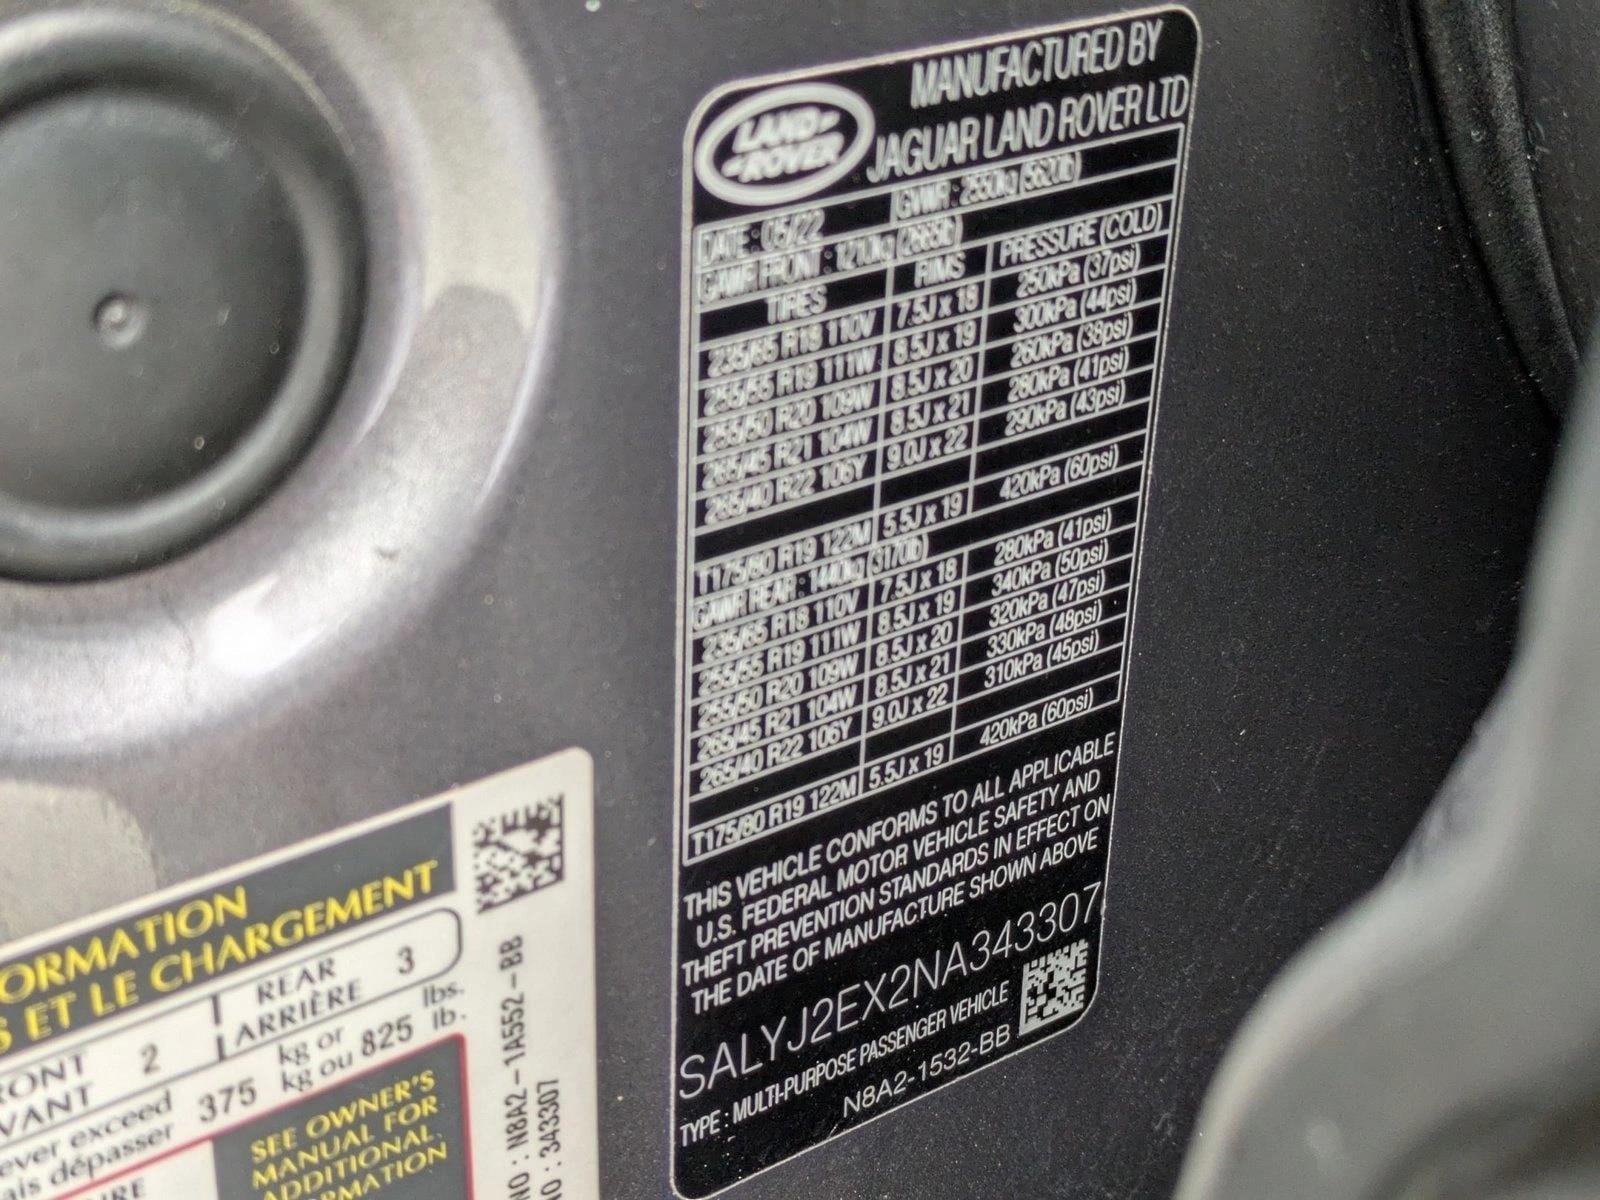 LAND-
-ROVER
MANUFACTURED BY
JAGUAR LAND ROVER LTD
DATE : 05/22 GVWR : 2550kg (5620lb)
GAWR FRONT : 1210kg (2665lb)
TIRES RIMS PRESSURE (COLD)
235/65 R18 110V 7.5J x 18 250kPa (37psi)
255/55 R19 111W 8.5J x 19 300kPa (44psi)
255/50 R20 109W 8.5J x 20 260kPa (38psi)
265/45 R21 104W 8.5J x 21 280kPa (41psi)
265/40 R22 106Y 9.0J x 22 290kPa (43psi)
T175/80 R19 122M 5.5J x 19 420kPa (60psi)
GAWR REAR : 1440kg (3170lb)
235/65 R18 110V 7.5J x 18 280kPa (41psi)
255/55 R19 111W 8.5J x 19 340kPa (50psi)
255/50 R20 109W 8.5J x 20 320kPa (47psi)
265/45 R21 104W 8.5J x 21 330kPa (48psi)
265/40 R22 106Y 9.0J x 22 310kPa (45psi)
T175/80 R19 122M 5.5J x 19 420kPa (60psi)
THIS VEHICLE CONFORMS TO ALL APPLICABLE
U.S. FEDERAL MOTOR VEHICLE SAFETY AND
THEFT PREVENTION STANDARDS IN EFFECT ON
THE DATE OF MANUFACTURE SHOWN ABOVE
SALYJ2EX2NA343307
TYPE : MULTI-PURPOSE PASSENGER VEHICLE
N8A2-1532-BB
ORMATION
S ET LE CHARGEMENT
RONT 2 REAR 3
VANT ARRIÈRE
ever exceed 375 kg or 825 lbs.
ais dépasser kg ou lb.
IRE
SEE OWNER'S
MANUAL FOR
ADDITIONAL
ORMATION
NO : N8A2-1A552-BB
NO : 343307